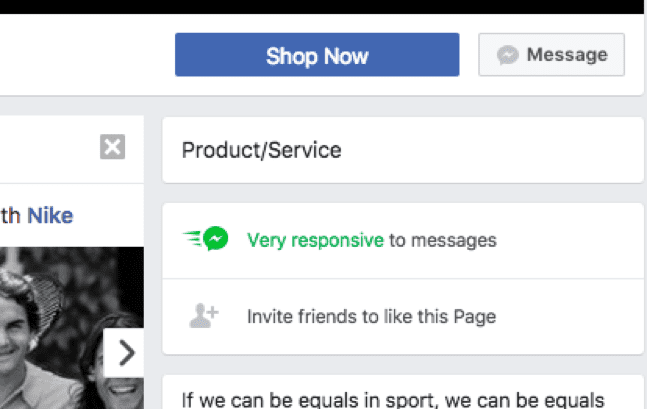 Shop Now
Message
Product/Service
th Nike
Very responsive to messages
Invite friends to like this Page
If we can be equals in sport, we can be equals